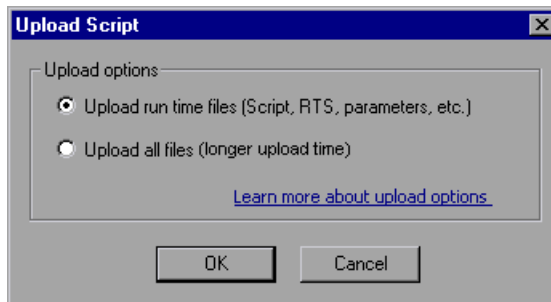 Upload Script
Upload options
Upload run time files (Script, RTS, parameters, etc.)
Upload all files (longer upload time)
Learn more about upload options
OK
Cancel